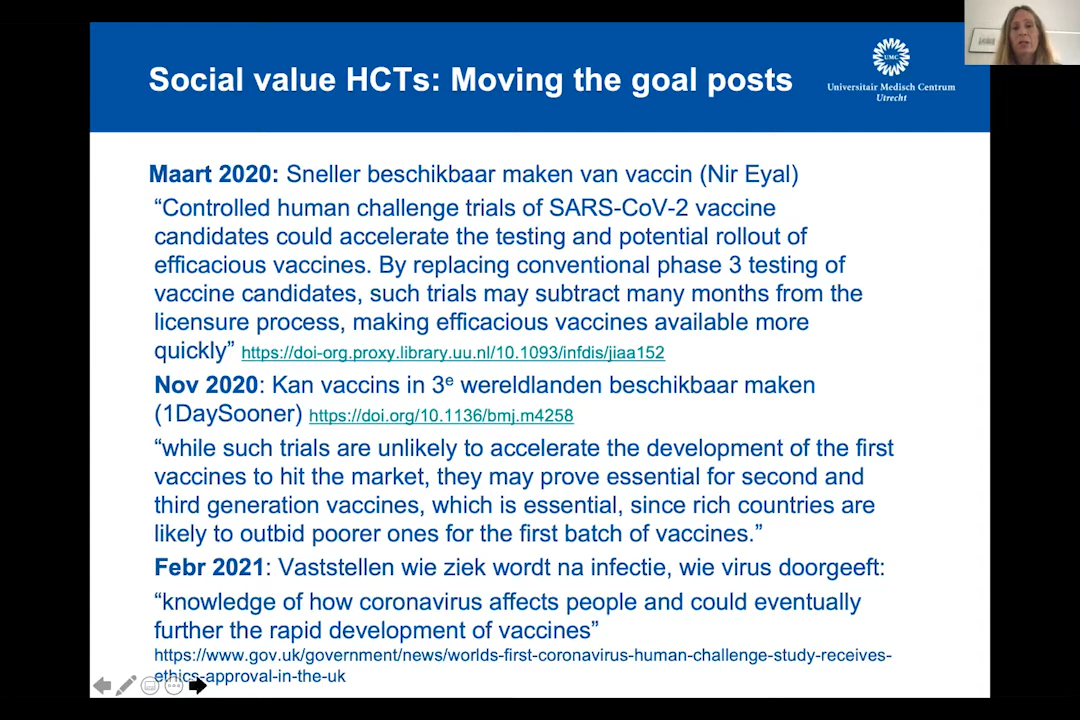 Social value HCTs: Moving the goal posts
UMC
Universitair Medisch Centrum
Utrecht
Maart 2020: Sneller beschikbaar maken van vaccin (Nir Eyal)
“Controlled human challenge trials of SARS-CoV-2 vaccine
candidates could accelerate the testing and potential rollout of
efficacious vaccines. By replacing conventional phase 3 testing of
vaccine candidates, such trials may subtract many months from the
licensure process, making efficacious vaccines available more
quickly” https://doi-org.proxy.library.uu.nl/10.1093/infdis/jiaa152
Nov 2020: Kan vaccins in 3e wereldlanden beschikbaar maken
(1DaySooner) https://doi.org/10.1136/bmj.m4258
“while such trials are unlikely to accelerate the development of the first
vaccines to hit the market, they may prove essential for second and
third generation vaccines, which is essential, since rich countries are
likely to outbid poorer ones for the first batch of vaccines.”
Febr 2021: Vaststellen wie ziek wordt na infectie, wie virus doorgeeft:
“knowledge of how coronavirus affects people and could eventually
further the rapid development of vaccines”
https://www.gov.uk/government/news/worlds-first-coronavirus-human-challenge-study-receives-
ethics-approval-in-the-uk